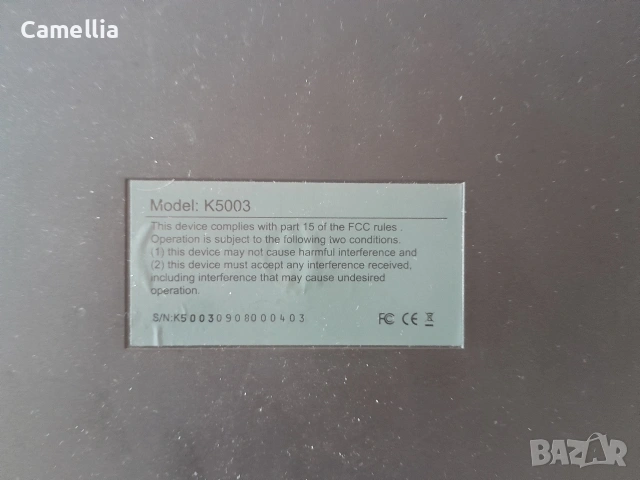 Camellia
Model: K5003
This device complies with part 15 of the FCC rules .
Operation is subject to the following two conditions.
(1) this device may not cause harmful interference and
(2) this device must accept any interference received,
including interference that may cause undesired
operation.
S/N:K50030908000403 FC CE
BAZAR